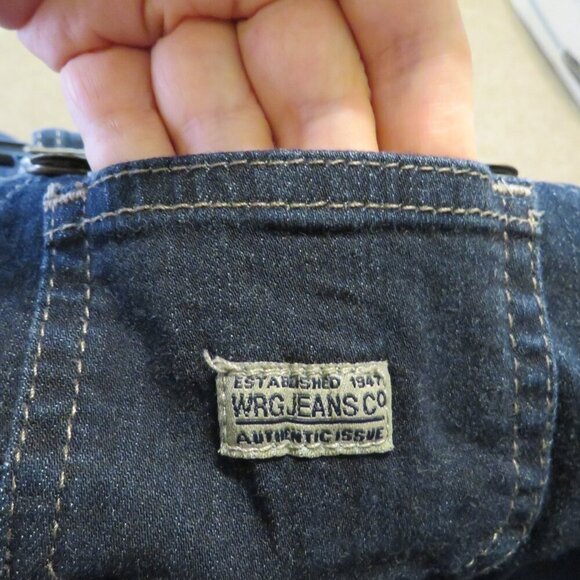 ESTABLISHED 1947
WRG JEANS CO
AUTHENTIC ISSUE